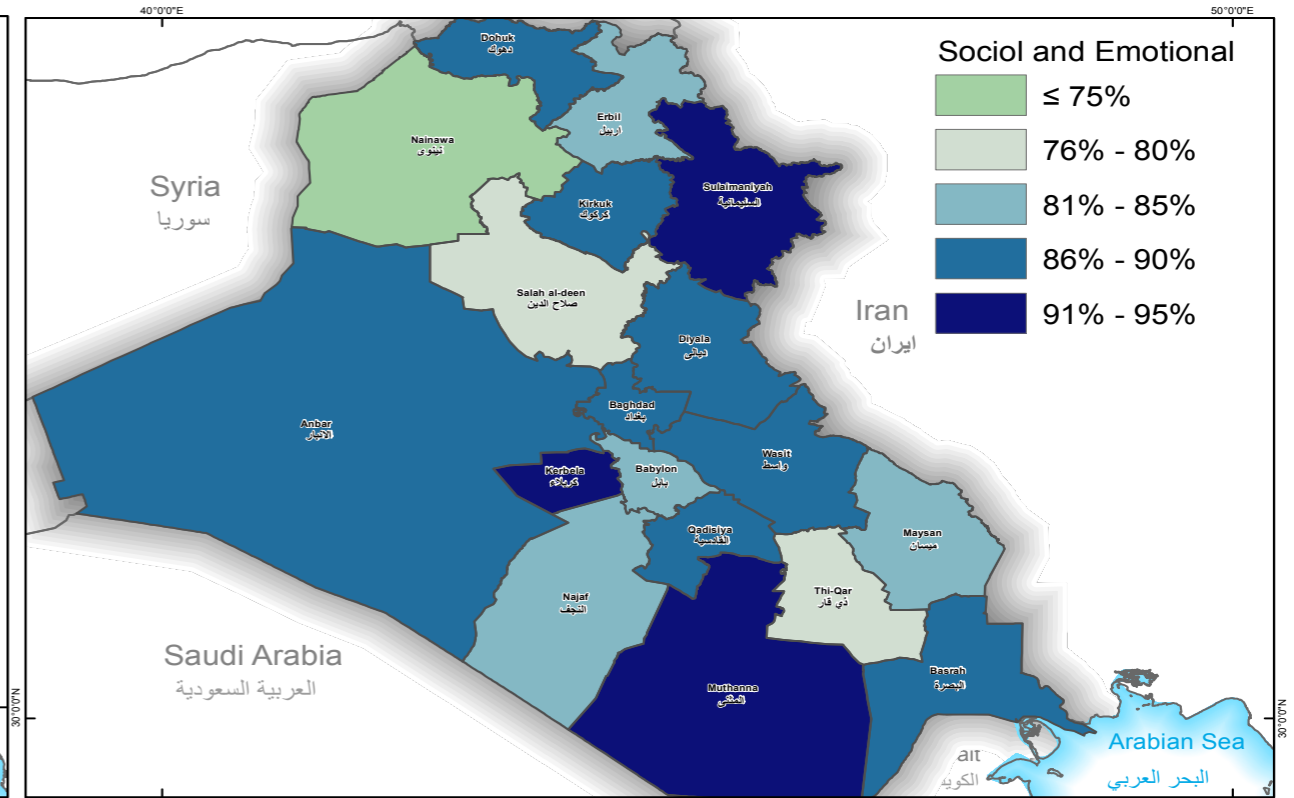 40°0'0"E
50°0'0"E
Sociol and Emotional
≤ 75%
76% - 80%
81% - 85%
86% - 90%
91% - 95%
Dohuk
دهوك
Erbil
اربيل
Nainawa
نينوى
Sulaimaniyah
السليمانية
Syria
سوريا
Kirkuk
كركوك
Salah al-deen
صلاح الدين
Iran
ايران
Diyala
ديالى
Baghdad
بغداد
Anbar
الانبار
Wasit
واسط
Kerbela
كربلاء
Babylon
بابل
Qadisiya
القادسية
Maysan
ميسان
Najaf
النجف
Thi-Qar
ذي قار
Saudi Arabia
العربية السعودية
Basrah
البصرة
Muthanna
المثنى
30°0'0"N
30°0'0"N
ait
الكويت
Arabian Sea
البحر العربي